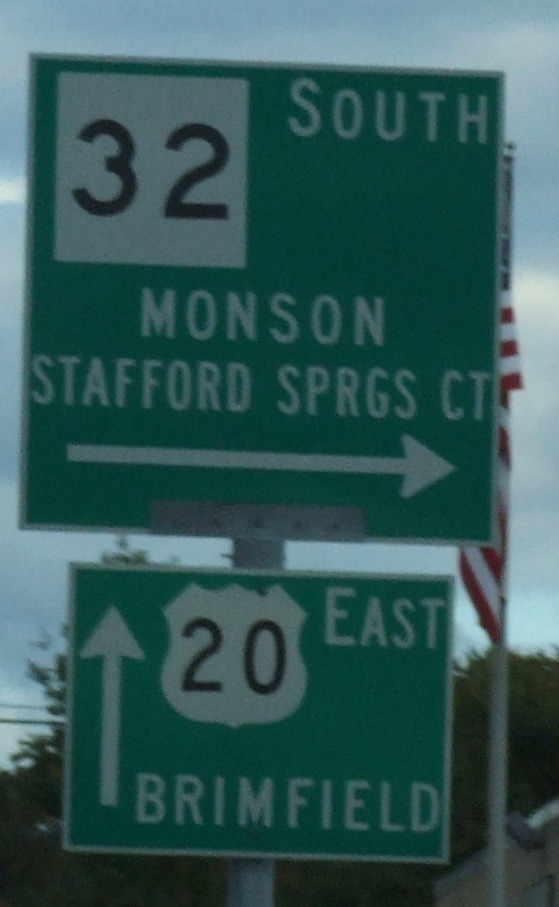 32 SOUTH
MONSON
STAFFORD SPRGS CT
20 EAST
BRIMFIELD